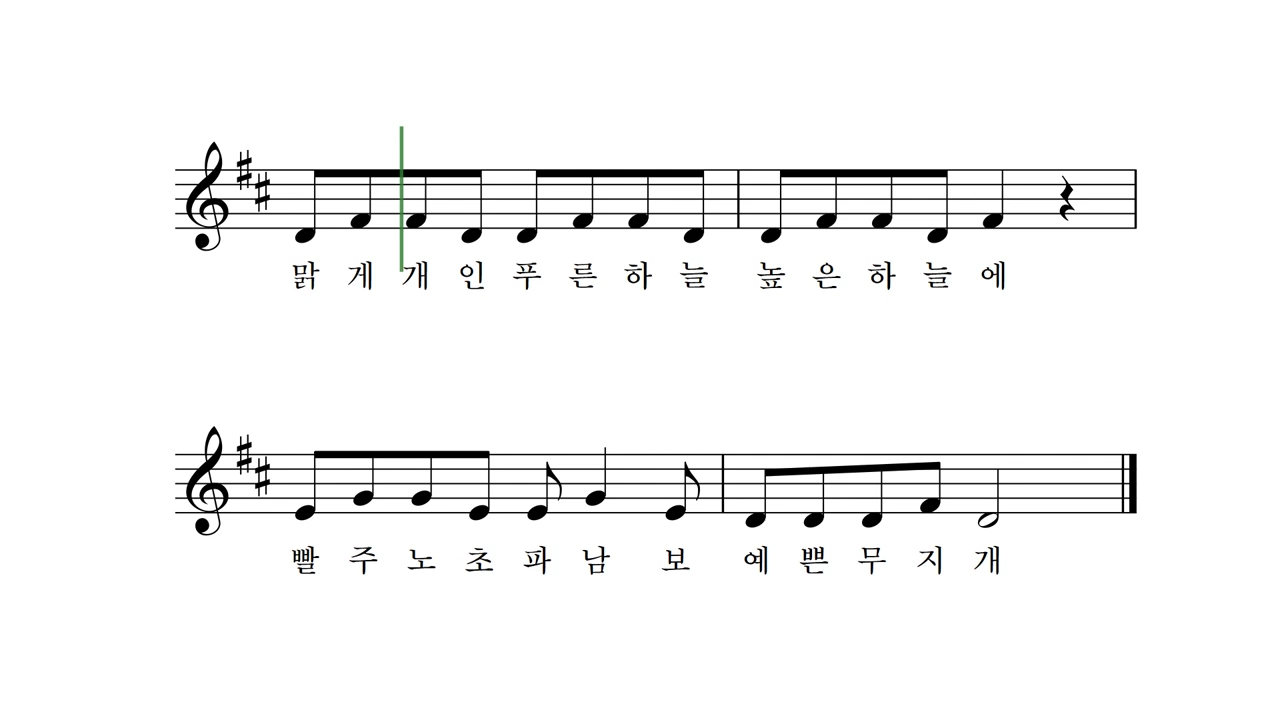 맑 게 개 인 푸 른 하 늘 높 은 하 늘 에
빨 주 노 초 파 남 보 예 쁜 무 지 개